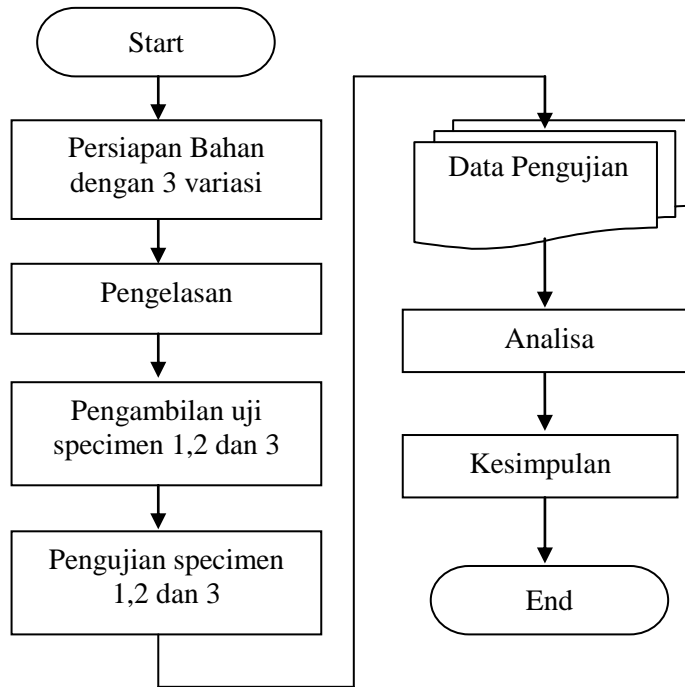 Start
Persiapan Bahan
dengan 3 variasi
Pengelasan
Pengambilan uji
specimen 1,2 dan 3
Pengujian specimen
1,2 dan 3
Data Pengujian
Analisa
Kesimpulan
End